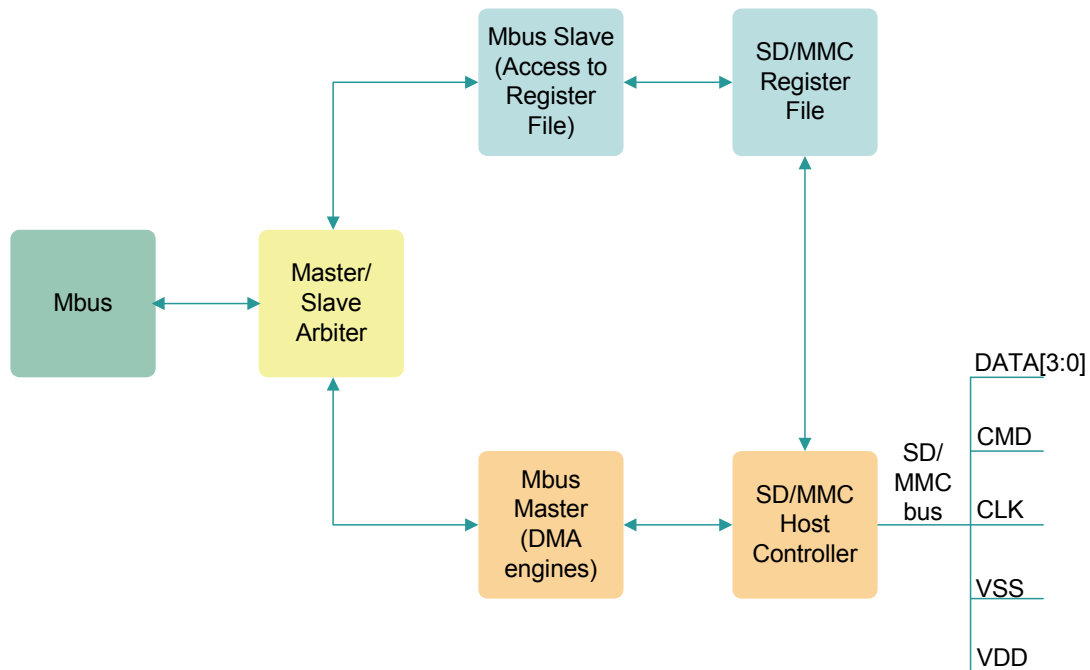 Mbus Slave
(Access to
Register
File)
SD/MMC
Register
File
Mbus
Master/
Slave
Arbiter
DATA[3:0]
CMD
SD/
MMC
bus
CLK
VSS
VDD
Mbus
Master
(DMA
engines)
SD/MMC
Host
Controller